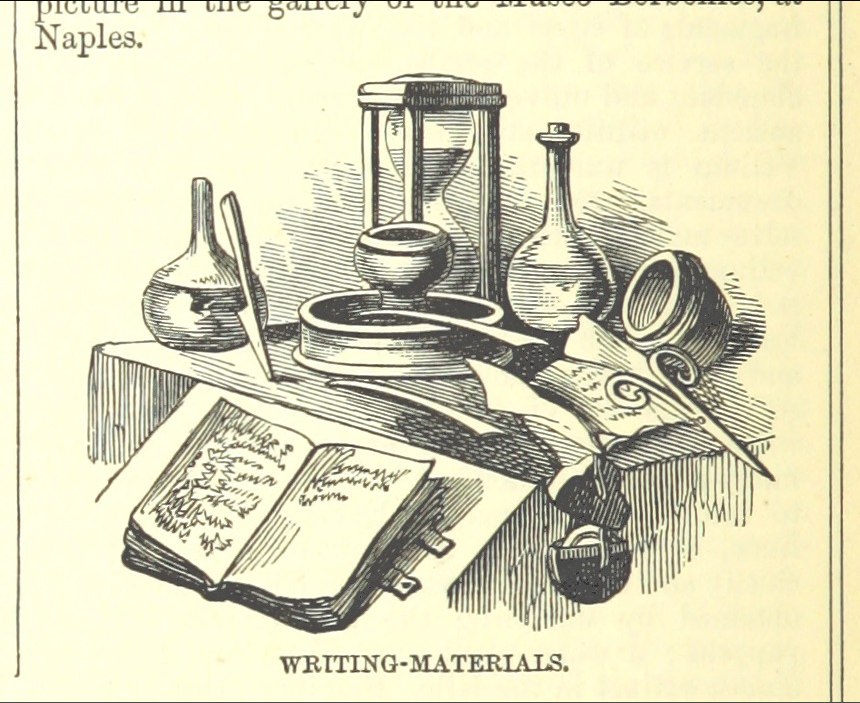 picture in the gallery of the Museo Borbonico, at
Naples.
WRITING-MATERIALS.